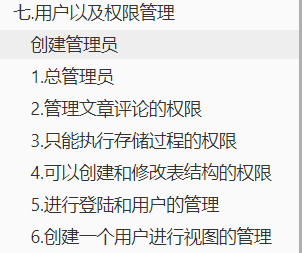 七.用户以及权限管理
创建管理员
1.总管理员
2.管理文章评论的权限
3.只能执行存储过程的权限
4.可以创建和修改表结构的权限
5.进行登陆和用户的管理
6.创建一个用户进行视图的管理